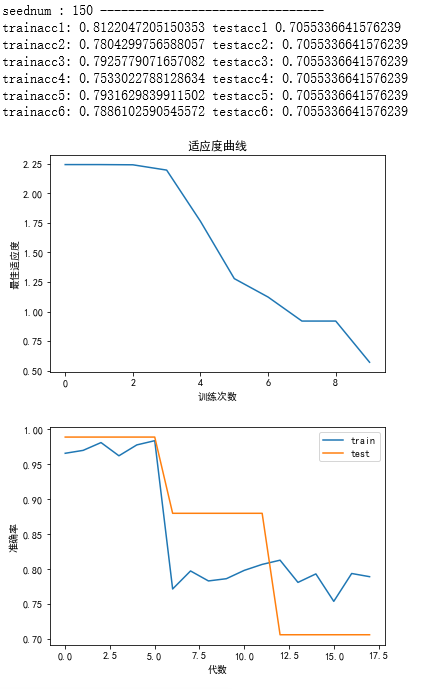 seednum : 150 --------------------------------
trainacc1: 0.8122047205150353 testacc1 0.7055336641576239
trainacc2: 0.7804299756588057 testacc2: 0.7055336641576239
trainacc3: 0.7925779071657082 testacc3: 0.7055336641576239
trainacc4: 0.7533022788128634 testacc4: 0.7055336641576239
trainacc5: 0.7931629839911502 testacc5: 0.7055336641576239
trainacc6: 0.7886102590545572 testacc6: 0.7055336641576239
适应度曲线
2.25
2.00
1.75
1.50
1.25
1.00
0.75
0.50
最佳适应度
0 2 4 6 8
训练次数
1.00
0.95
0.90
0.85
0.80
0.75
0.70
准确率
train
test
0.0 2.5 5.0 7.5 10.0 12.5 15.0 17.5
代数